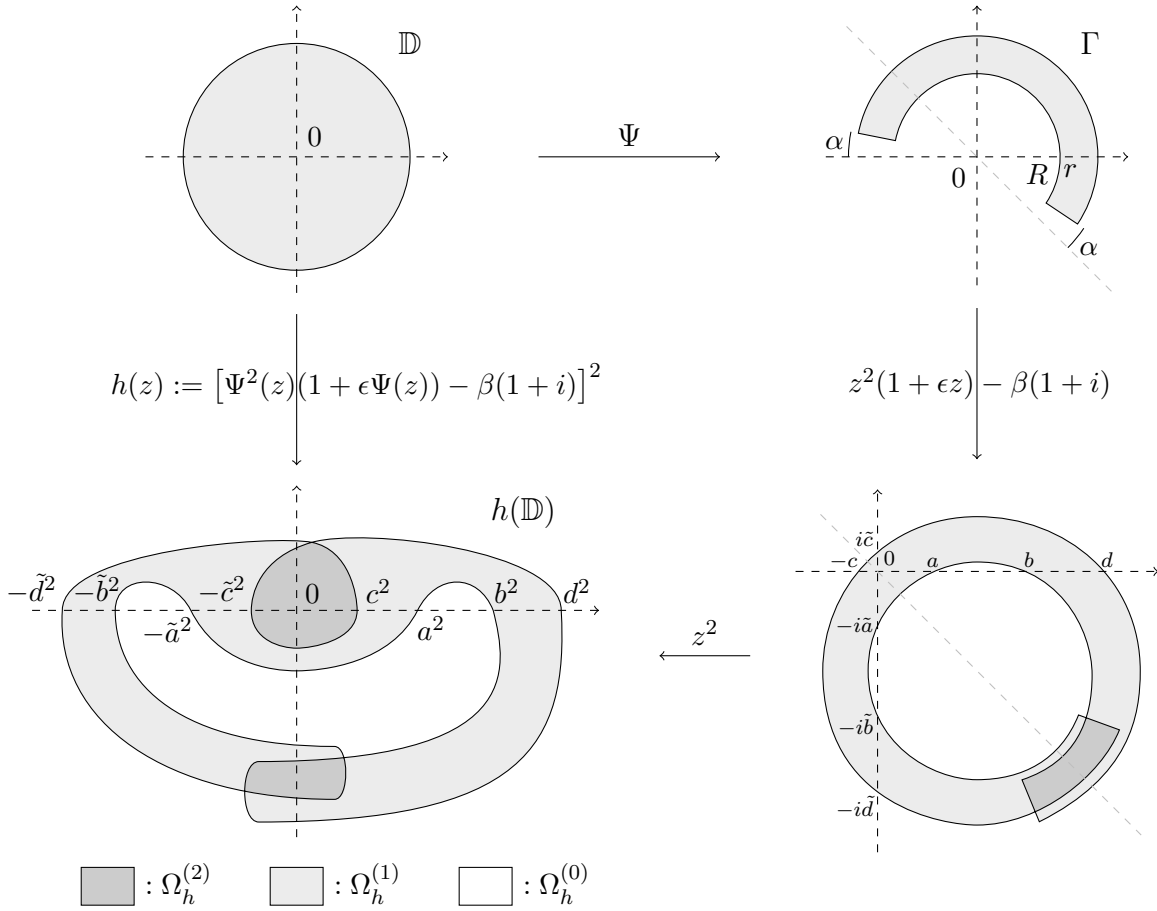 𝔻
Γ
0
Ψ
α
0
R
r
α
h(z) := [Ψ²(z)(1 + ϵΨ(z)) − β(1 + i)]²
z²(1 + ϵz) − β(1 + i)
h(𝔻)
−d̃²
−b̃²
−ã²
−c̃²
0
c²
a²
b²
d²
z²
ic̃
−c
0
a
b
d
−iã
−ib̃
−id̃
: Ω_h^{(2)}
: Ω_h^{(1)}
: Ω_h^{(0)}